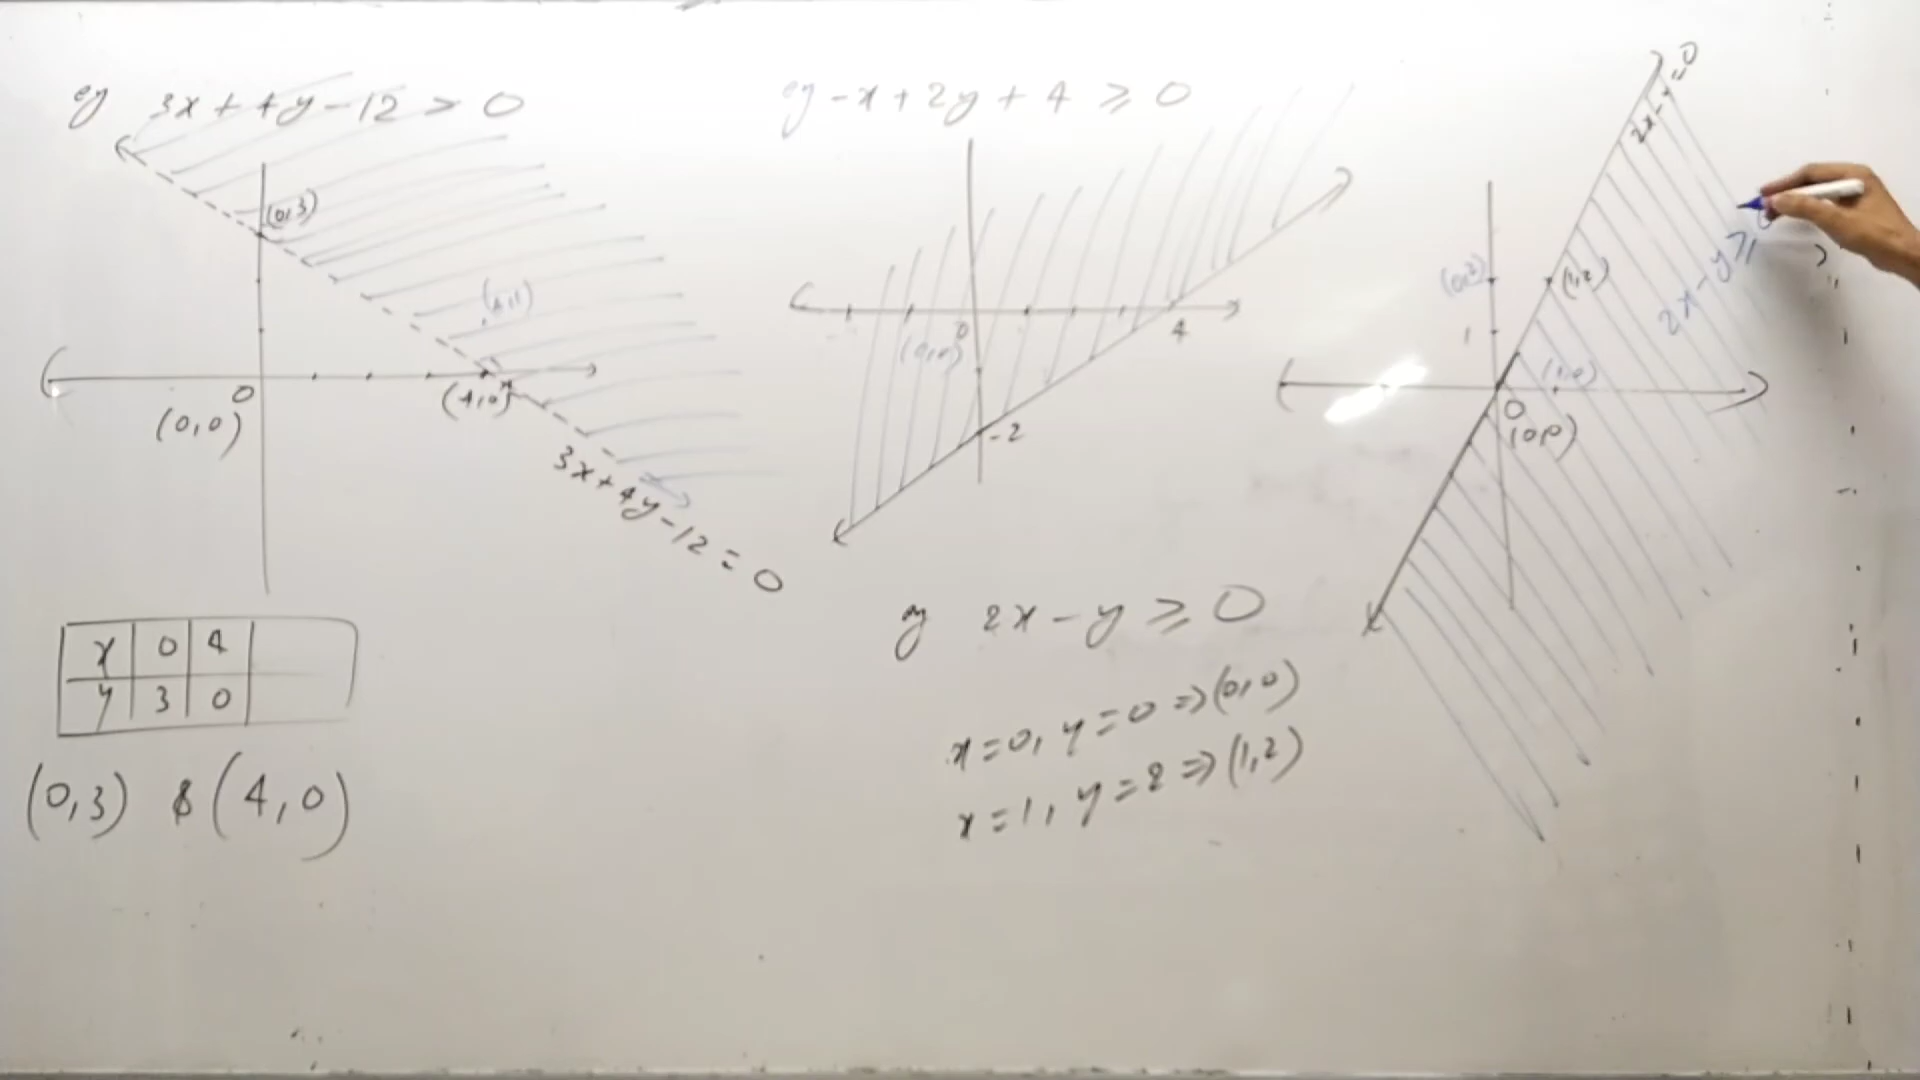 eg 3x + 4y - 12 > 0
(0,3)
(4,1)
0
(0,0)
(4,0)
3x + 4y - 12 = 0
x 0 4
y 3 0
(0,3) & (4,0)
eg -x + 2y + 4 ⩾ 0
0
(0,0)
4
-2
eg 2x - y ⩾ 0
x = 0, y = 0 ⇒ (0,0)
x = 1, y = 2 ⇒ (1,2)
2x - y = 0
(0,2)
(1,2)
1
(1,0)
0
(0,0)
2x - y ⩾ 0